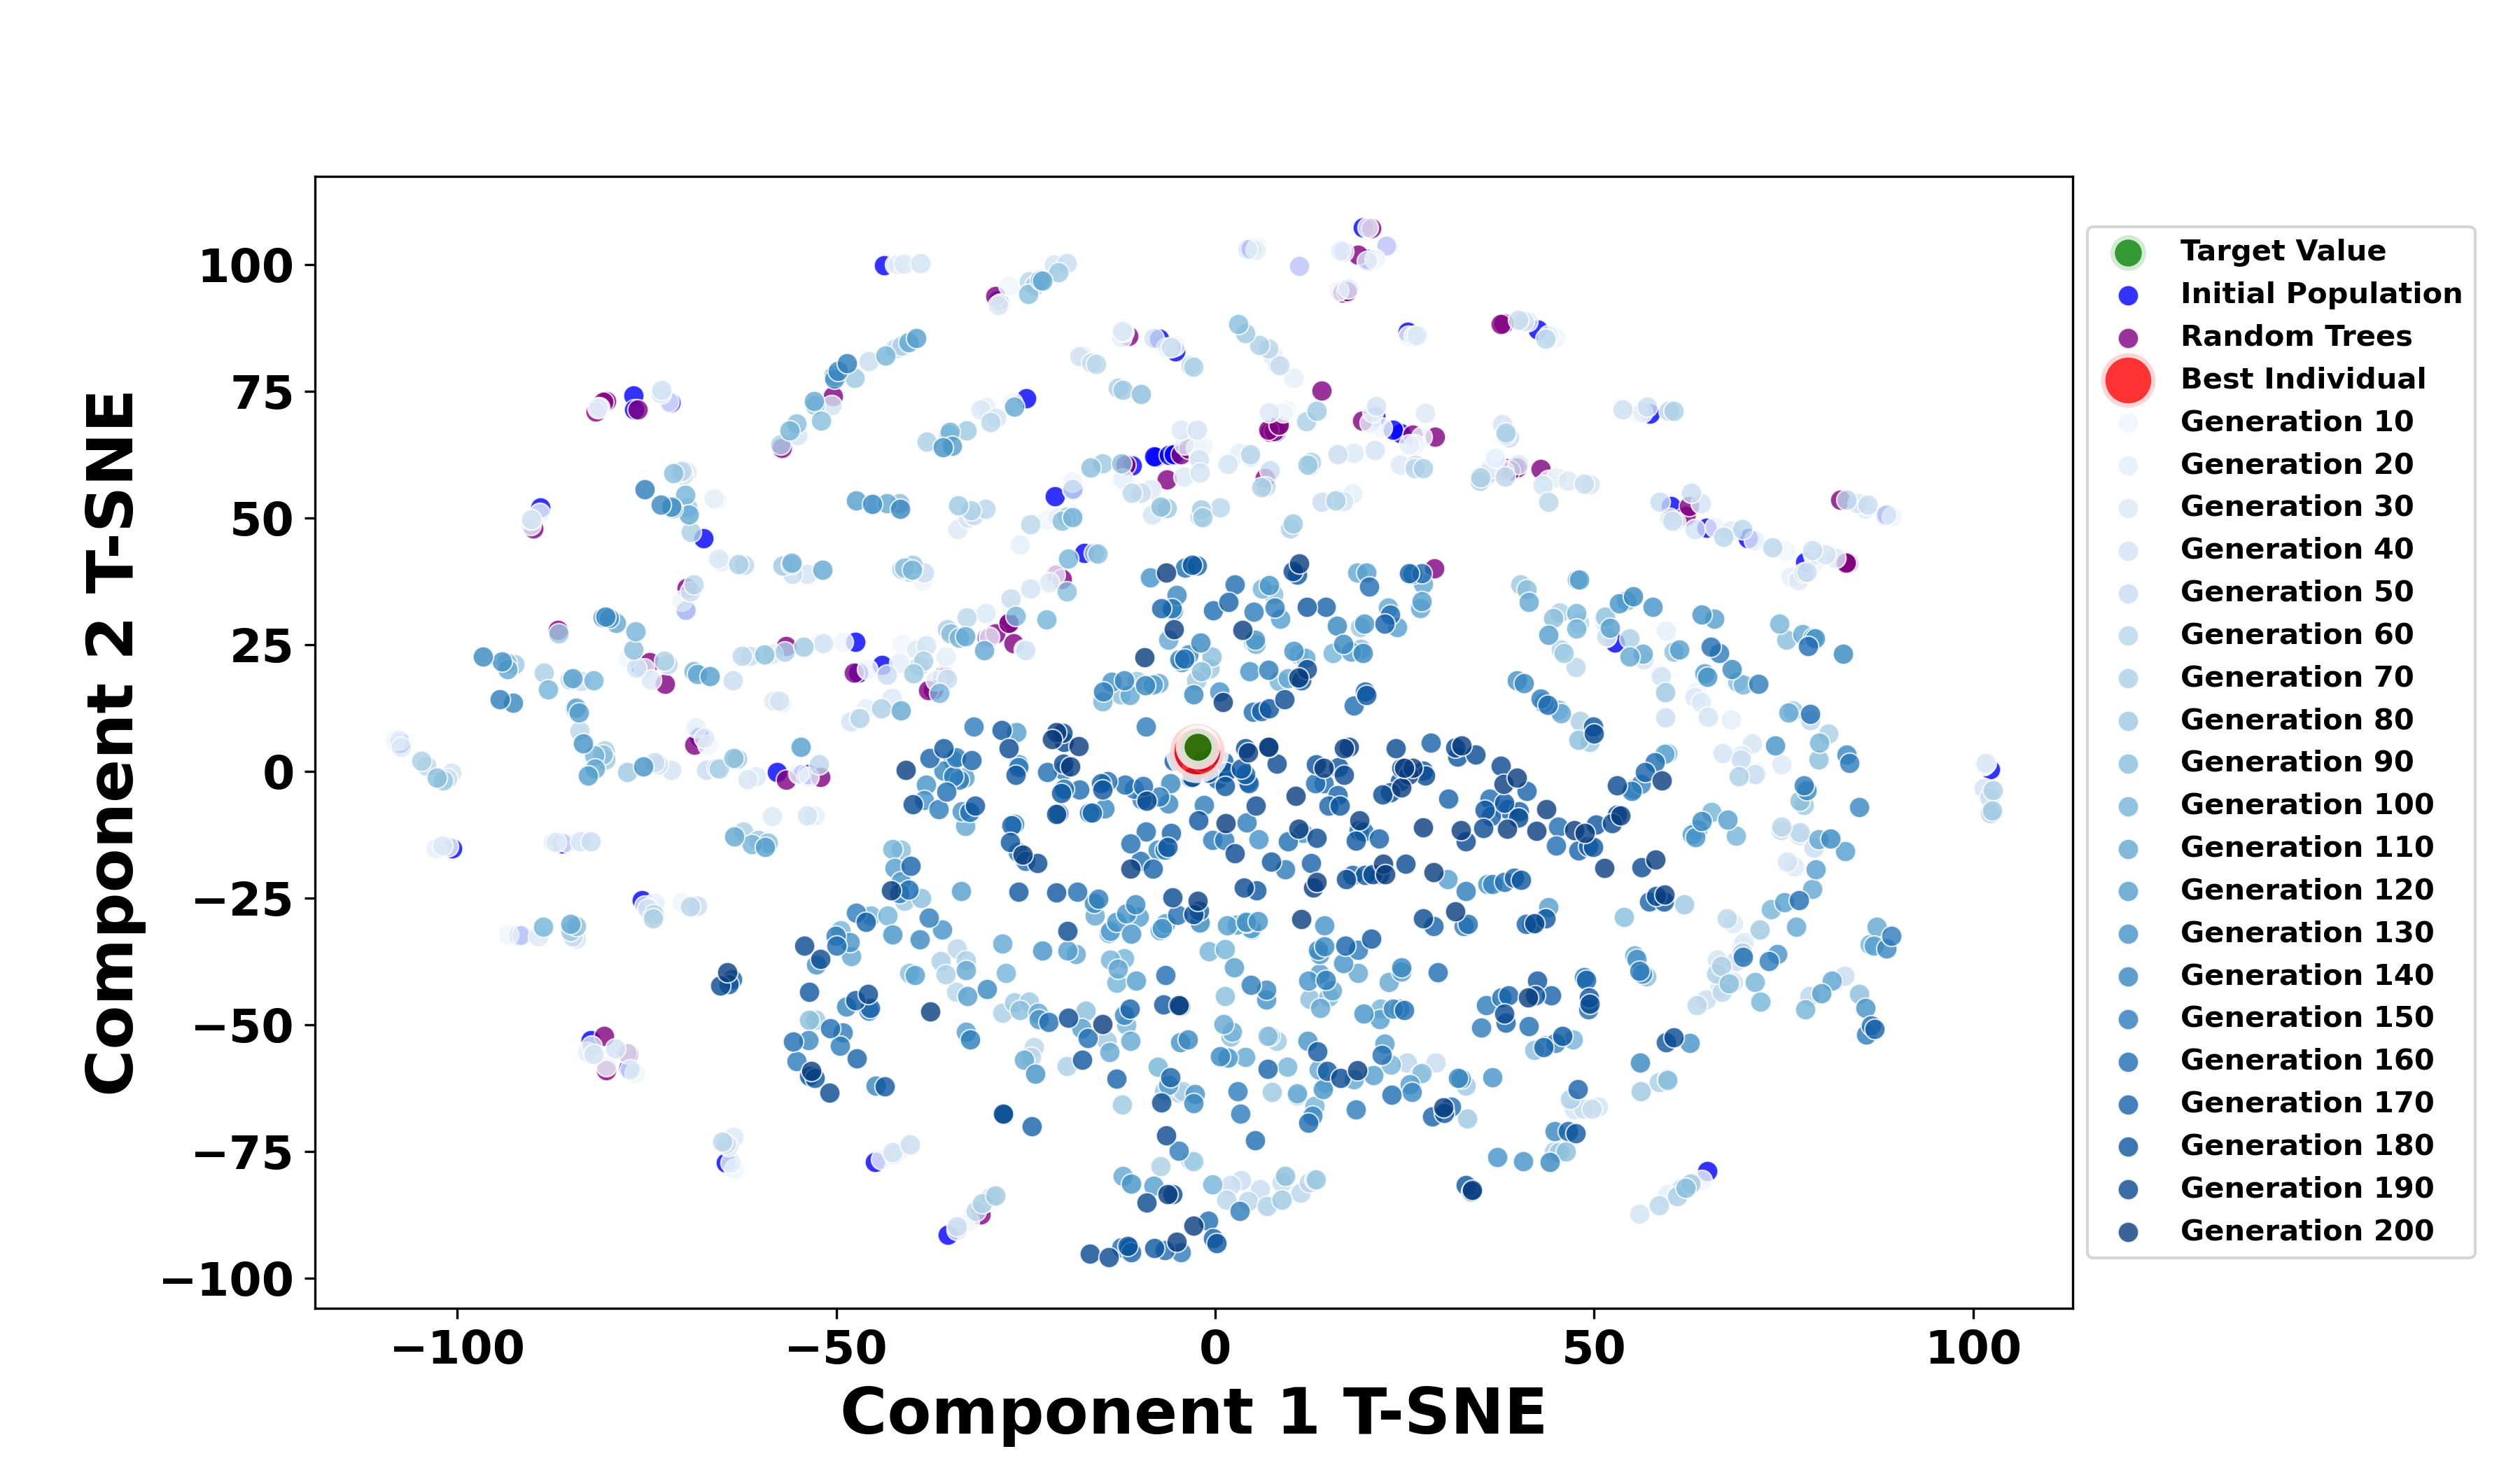 100
75
50
25
0
−25
−50
−75
−100
Component 2 T-SNE
−100
−50
0
50
100
Component 1 T-SNE
Target Value
Initial Population
Random Trees
Best Individual
Generation 10
Generation 20
Generation 30
Generation 40
Generation 50
Generation 60
Generation 70
Generation 80
Generation 90
Generation 100
Generation 110
Generation 120
Generation 130
Generation 140
Generation 150
Generation 160
Generation 170
Generation 180
Generation 190
Generation 200